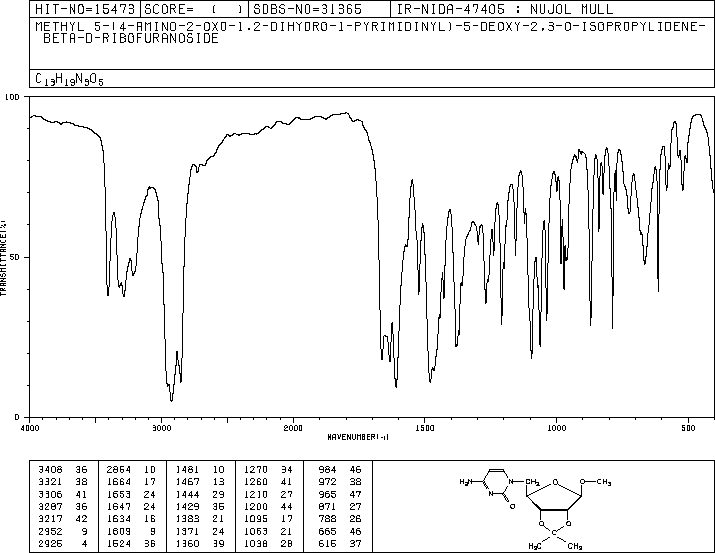 HIT-NO=15473 SCORE= ( ) SDBS-NO=31365 IR-NIDA-47405 : NUJOL MULL
METHYL 5-(4-AMINO-2-OXO-1,2-DIHYDRO-1-PYRIMIDINYL)-5-DEOXY-2,3-O-ISOPROPYLIDENE-
BETA-D-RIBOFURANOSIDE
C13H19N3O5
100
50
0
TRANSMITTANCE(%)
4000 3000 2000 1500 1000 500
WAVENUMBER(-1)
3408 36 2854 10 1481 10 1270 34 984 46
3321 38 1664 17 1467 13 1260 41 972 38
3306 41 1653 24 1444 29 1210 27 965 47
3287 36 1647 24 1429 35 1200 44 871 27
3217 42 1634 16 1383 21 1095 17 788 26
2952 9 1609 9 1371 24 1063 21 665 46
2925 4 1524 36 1360 39 1038 28 615 37
H2N N N O CH2 O O CH3 O O C CH3 CH3